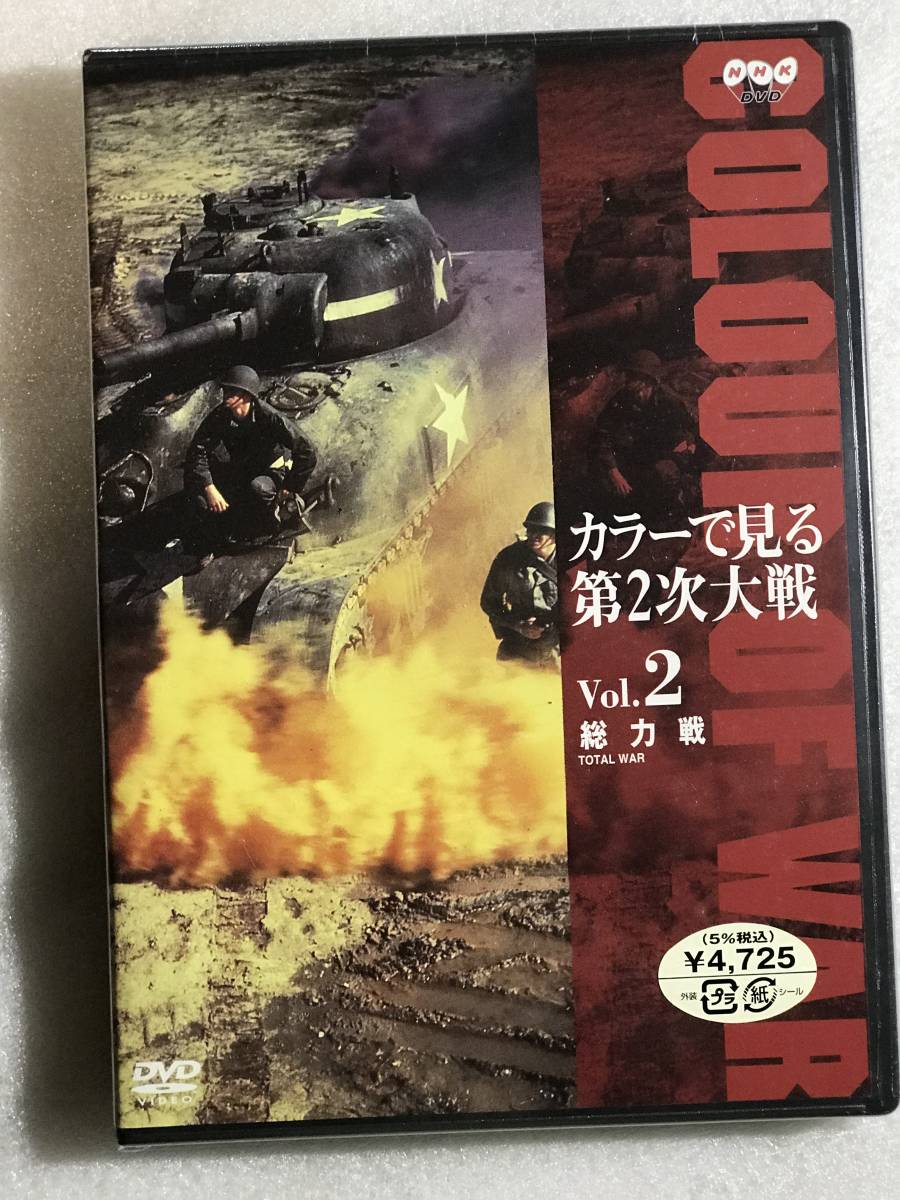 NHK
DVD
COLOUR OF WAR
カラーで見る
第2次大戦
Vol.2
総力戦
TOTAL WAR
(5%税込)
¥4,725
外装 プラ 紙 シール
DVD
VIDEO